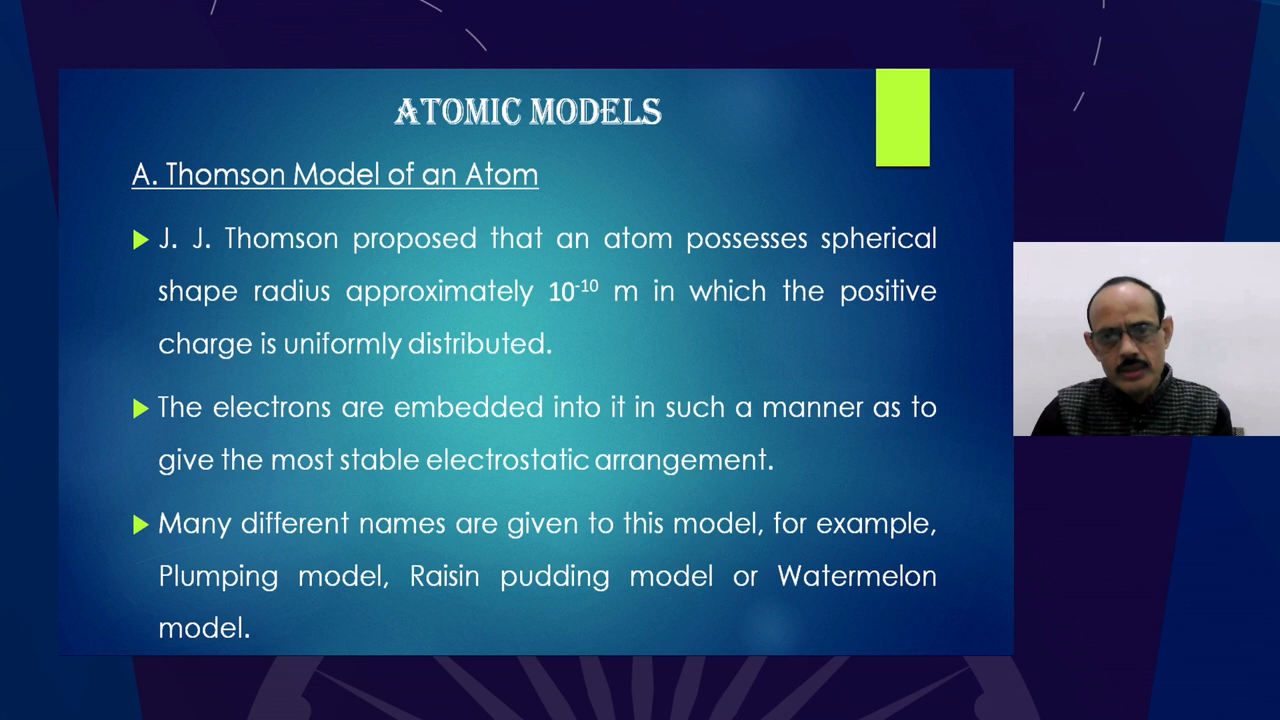 ATOMIC MODELS
A. Thomson Model of an Atom
J. J. Thomson proposed that an atom possesses spherical
shape radius approximately 10⁻¹⁰ m in which the positive
charge is uniformly distributed.
The electrons are embedded into it in such a manner as to
give the most stable electrostatic arrangement.
Many different names are given to this model, for example,
Plumping model, Raisin pudding model or Watermelon
model.